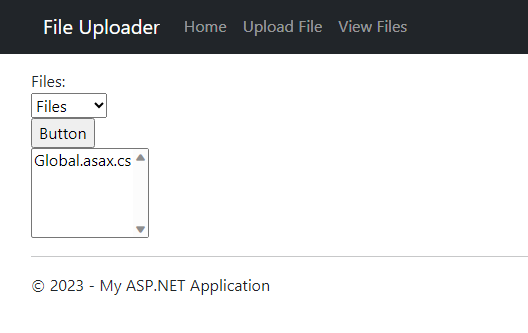 File Uploader Home Upload File View Files
Files:
Files
Button
Global.asax.cs
© 2023 - My ASP.NET Application